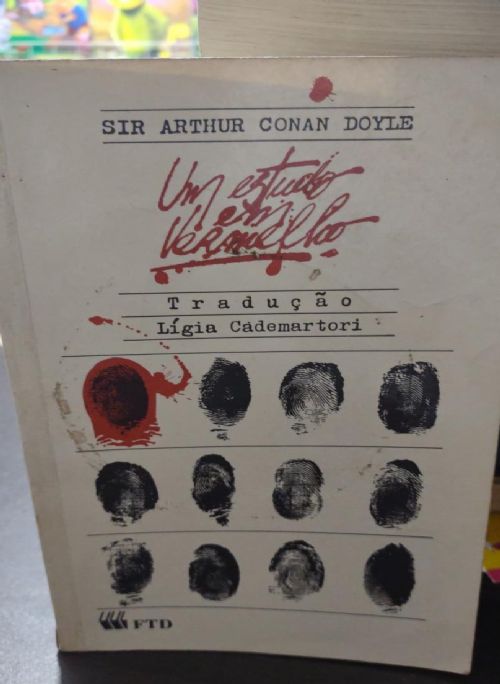 SIR ARTHUR CONAN DOYLE
Um estudo
em
Vermelho
Tradução
Lígia Cademartori
FTD